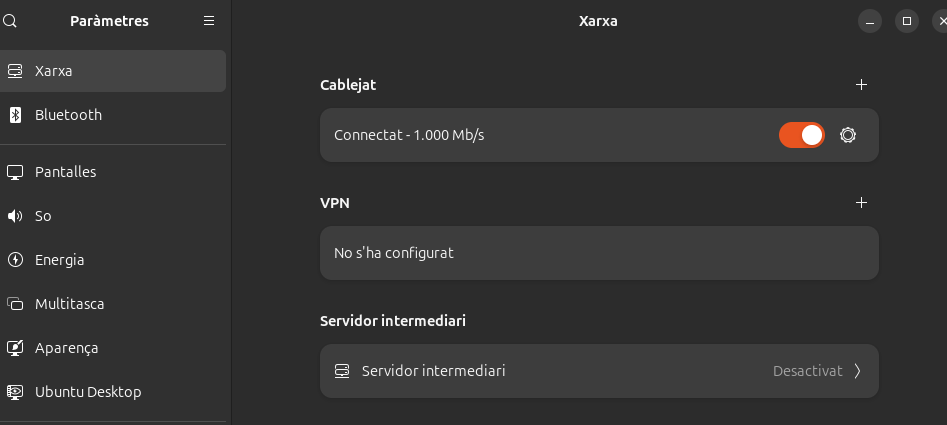 Paràmetres
Xarxa
Bluetooth
Pantalles
So
Energia
Multitasca
Aparença
Ubuntu Desktop
Xarxa
Cablejat
Connectat - 1.000 Mb/s
VPN
No s'ha configurat
Servidor intermediari
Servidor intermediari Desactivat